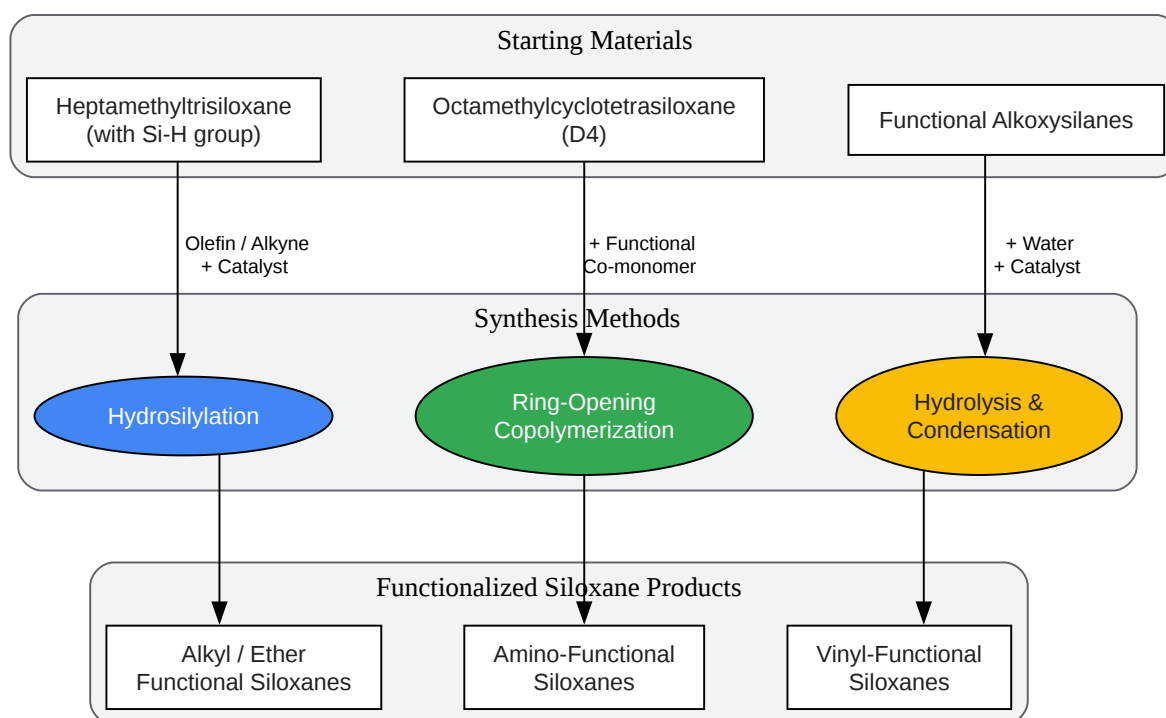 Starting Materials
Heptamethyltrisiloxane
(with Si-H group)
Octamethylcyclotetrasiloxane
(D4)
Functional Alkoxysilanes
Olefin / Alkyne
+ Catalyst
+ Functional
Co-monomer
+ Water
+ Catalyst
Synthesis Methods
Hydrosilylation
Ring-Opening
Copolymerization
Hydrolysis &
Condensation
Functionalized Siloxane Products
Alkyl / Ether
Functional Siloxanes
Amino-Functional
Siloxanes
Vinyl-Functional
Siloxanes